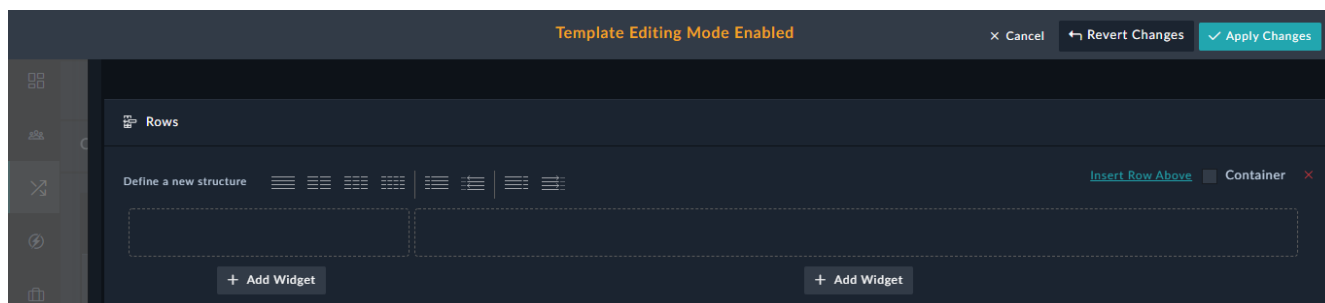 Template Editing Mode Enabled
× Cancel
Revert Changes
Apply Changes
Rows
Define a new structure
Insert Row Above
Container
+ Add Widget
+ Add Widget